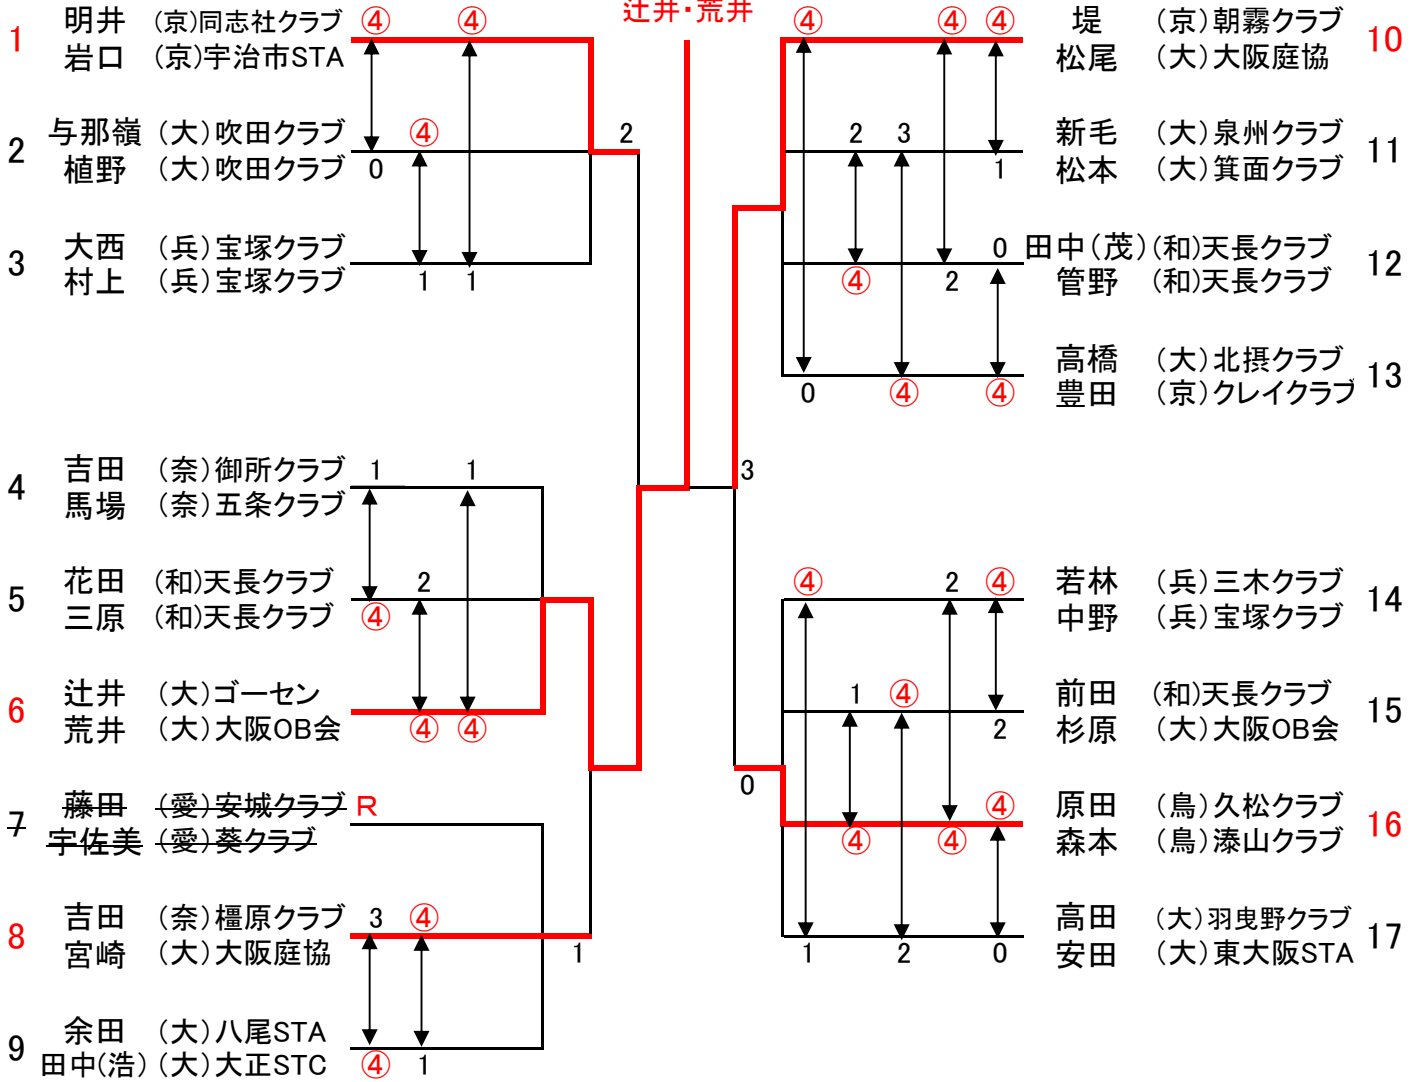 辻井・荒井
1
明井 (京)同志社クラブ ④ ④
岩口 (京)宇治市STA
2
与那嶺 (大)吹田クラブ ④ 2
植野 (大)吹田クラブ 0
3
大西 (兵)宝塚クラブ
村上 (兵)宝塚クラブ 1 1
4
吉田 (奈)御所クラブ 1 1
馬場 (奈)五条クラブ
5
花田 (和)天長クラブ 2
三原 (和)天長クラブ ④
6
辻井 (大)ゴーセン
荒井 (大)大阪OB会 ④ ④
7
藤田 (愛)安城クラブ R
宇佐美 (愛)葵クラブ
8
吉田 (奈)橿原クラブ 3 ④
宮崎 (大)大阪庭協 1
9
余田 (大)八尾STA
田中(浩) (大)大正STC ④ 1
④ ④ ④ 堤 (京)朝霧クラブ
松尾 (大)大阪庭協
10
2 3 新毛 (大)泉州クラブ
1 松本 (大)箕面クラブ
11
0 田中(茂) (和)天長クラブ
④ 2 管野 (和)天長クラブ
12
高橋 (大)北摂クラブ
0 ④ ④ 豊田 (京)クレイクラブ
13
3
④ 2 ④ 若林 (兵)三木クラブ
中野 (兵)宝塚クラブ
14
1 ④ 前田 (和)天長クラブ
2 杉原 (大)大阪OB会
15
0
④ 原田 (鳥)久松クラブ
④ ④ 森本 (鳥)漆山クラブ
16
高田 (大)羽曳野クラブ
1 2 0 安田 (大)東大阪STA
17